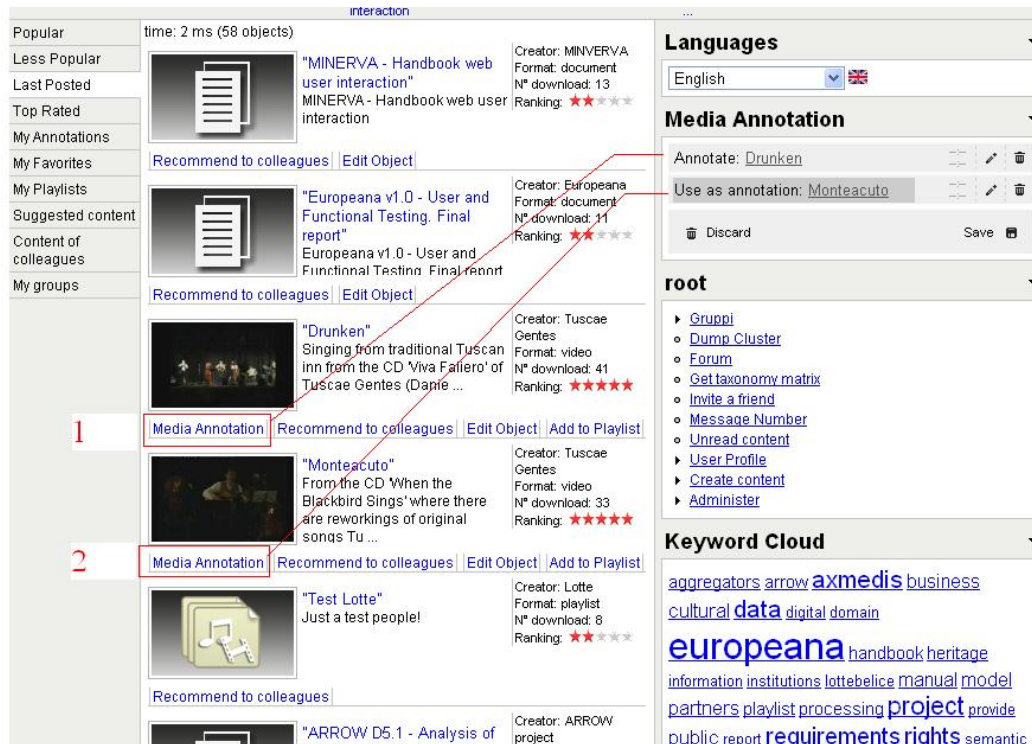 interaction
...
Popular
Less Popular
Last Posted
Top Rated
My Annotations
My Favorites
My Playlists
Suggested content
Content of
colleagues
My groups
time: 2 ms (58 objects)
"MINERVA - Handbook web
user interaction"
MINERVA - Handbook web user
interaction
Creator: MINVERVA
Format: document
N° download: 13
Ranking:
Recommend to colleagues
Edit Object
"Europeana v1.0 - User and
Functional Testing. Final
report"
Europeana v1.0 - User and
Functional Testing. Final report
Creator: Europeana
Format: document
N° download: 11
Ranking:
Recommend to colleagues
Edit Object
"Drunken"
Singing from traditional Tuscan
inn from the CD 'Viva Faliero' of
Tuscae Gentes (Danie ...
Creator: Tuscae
Gentes
Format: video
N° download: 41
Ranking:
1
Media Annotation
Recommend to colleagues
Edit Object
Add to Playlist
"Monteacuto"
From the CD 'When the
Blackbird Sings' where there
are reworkings of original
songs Tu ...
Creator: Tuscae
Gentes
Format: video
N° download: 33
Ranking:
2
Media Annotation
Recommend to colleagues
Edit Object
Add to Playlist
"Test Lotte"
Just a test people!
Creator: Lotte
Format: playlist
N° download: 8
Ranking:
Recommend to colleagues
"ARROW D5.1 - Analysis of
Creator: ARROW
project
Languages
English
Media Annotation
Annotate: Drunken
Use as annotation: Monteacuto
Discard
Save
root
Gruppi
Dump Cluster
Forum
Get taxonomy matrix
Invite a friend
Message Number
Unread content
User Profile
Create content
Administer
Keyword Cloud
aggregators arrow axmedis business
cultural data digital domain
europeana handbook heritage
information institutions lottebelice manual model
partners playlist processing project provide
public report requirements rights semantic